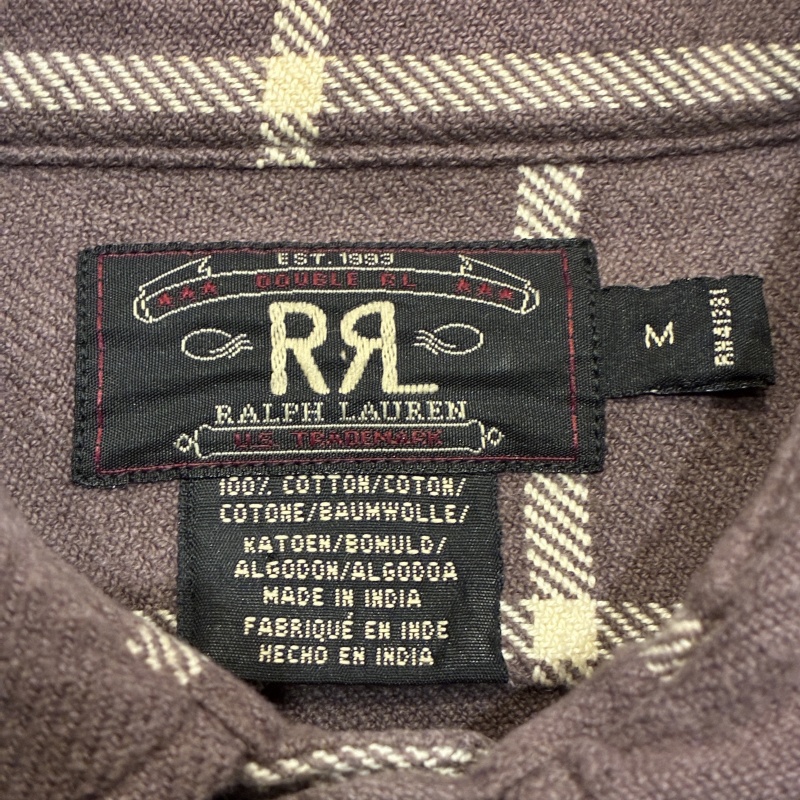 EST. 1993
★★★ DOUBLE RL ★★★
RRL
RALPH LAUREN
U.S. TRADEMARK
M
RN41381
100% COTTON/COTON/
COTONE/BAUMWOLLE/
KATOEN/BOMULD/
ALGODON/ALGODOA
MADE IN INDIA
FABRIQUÉ EN INDE
HECHO EN INDIA